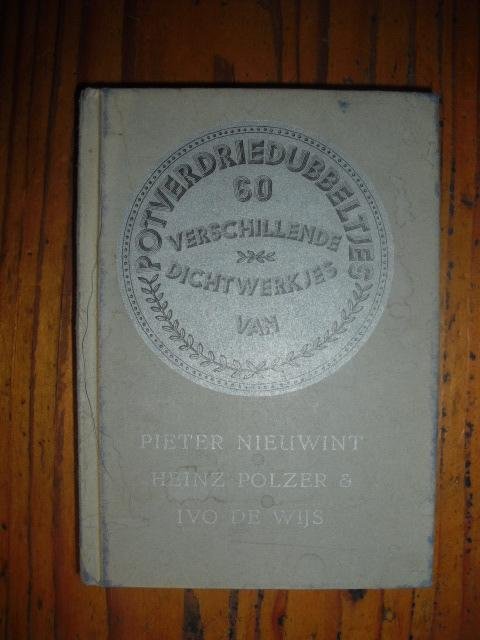 POTVERDRIEDUBBELTJES
60
VERSCHILLENDE
DICHTWERKJES
VAN
PIETER NIEUWINT
HEINZ POLZER &
IVO DE WIJS